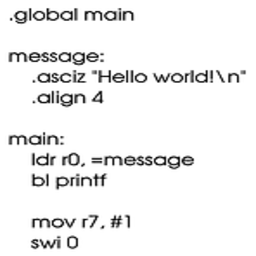 .global main
message:
.asciz "Hello world!\n"
.align 4
main:
ldr r0, =message
bl printf
mov r7, #1
swi 0